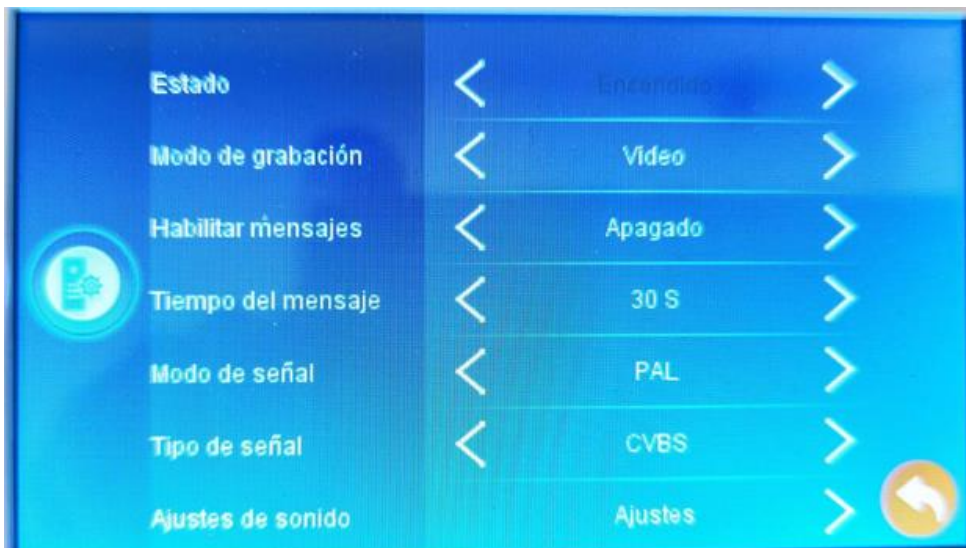 Estado Encendido
Modo de grabación Video
Habilitar mensajes Apagado
Tiempo del mensaje 30 S
Modo de señal PAL
Tipo de señal CVBS
Ajustes de sonido Ajustes